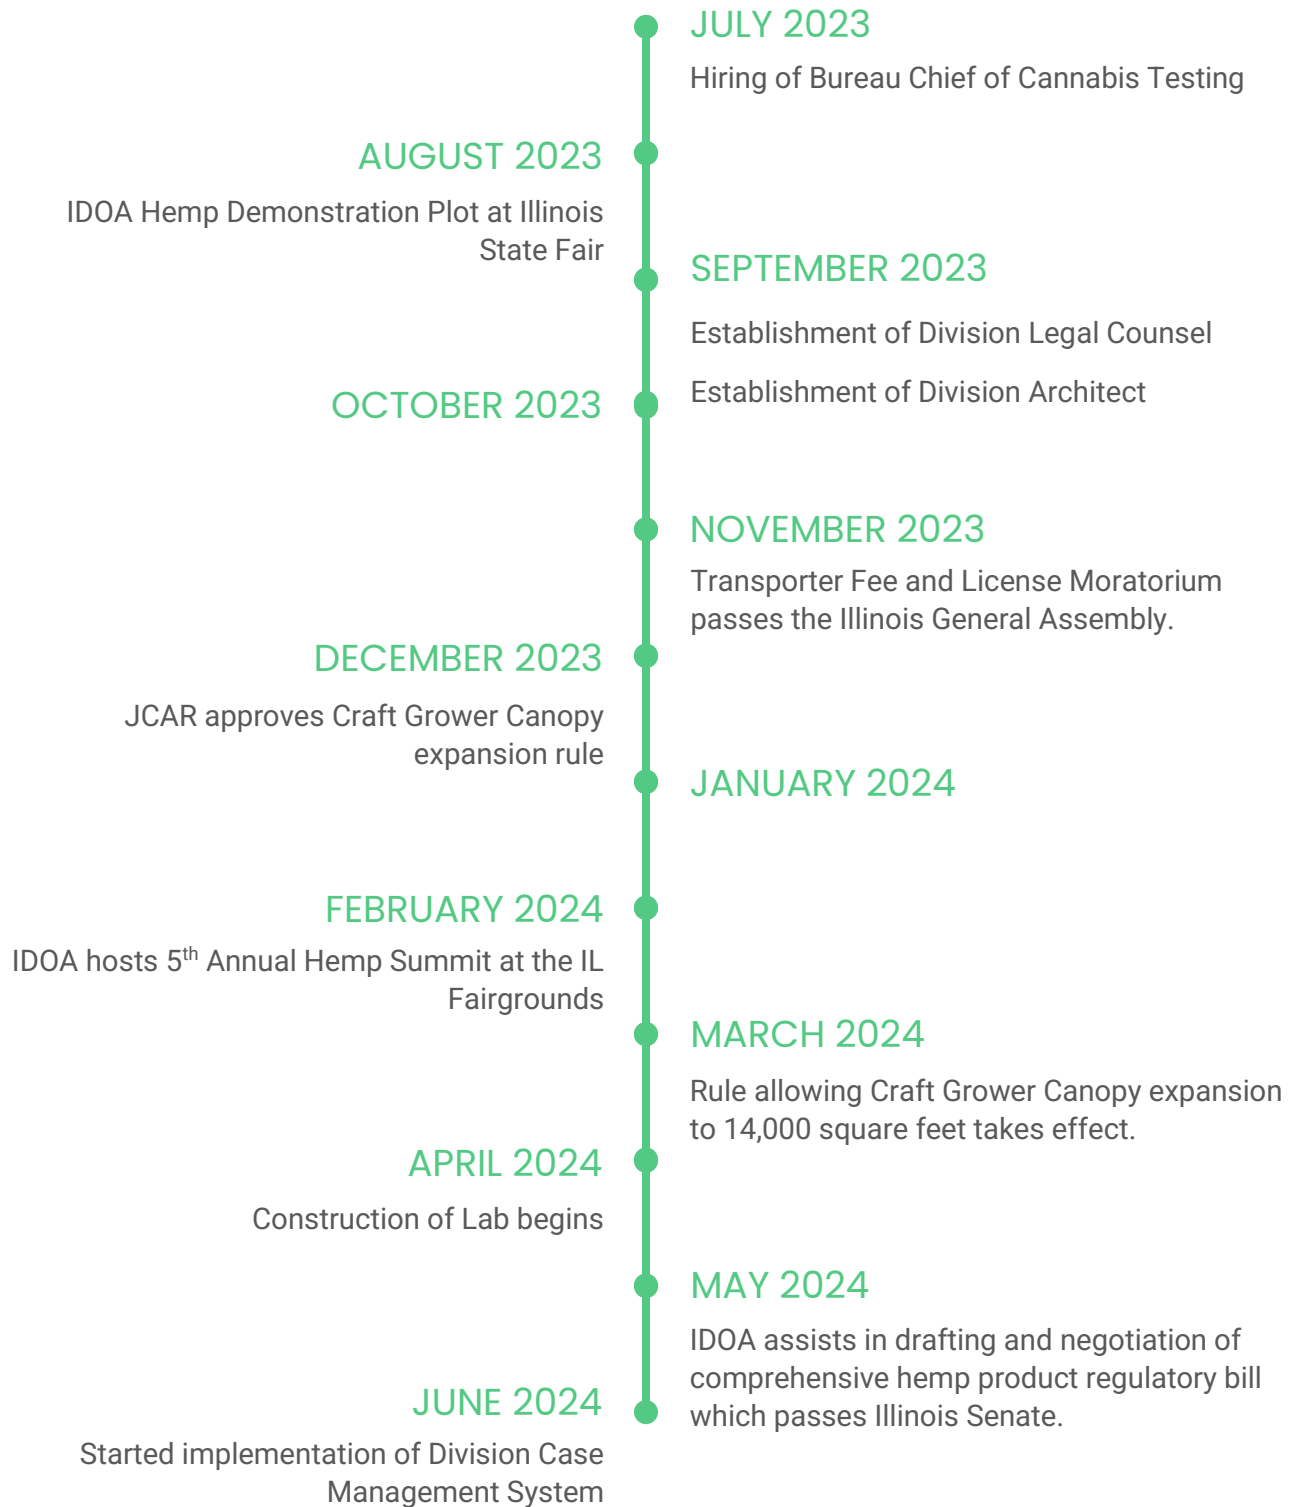 JULY 2023
Hiring of Bureau Chief of Cannabis Testing
AUGUST 2023
IDOA Hemp Demonstration Plot at Illinois
State Fair
SEPTEMBER 2023
Establishment of Division Legal Counsel
Establishment of Division Architect
OCTOBER 2023
NOVEMBER 2023
Transporter Fee and License Moratorium
passes the Illinois General Assembly.
DECEMBER 2023
JCAR approves Craft Grower Canopy
expansion rule
JANUARY 2024
FEBRUARY 2024
IDOA hosts 5th Annual Hemp Summit at the IL
Fairgrounds
MARCH 2024
Rule allowing Craft Grower Canopy expansion
to 14,000 square feet takes effect.
APRIL 2024
Construction of Lab begins
MAY 2024
IDOA assists in drafting and negotiation of
comprehensive hemp product regulatory bill
which passes Illinois Senate.
JUNE 2024
Started implementation of Division Case
Management System